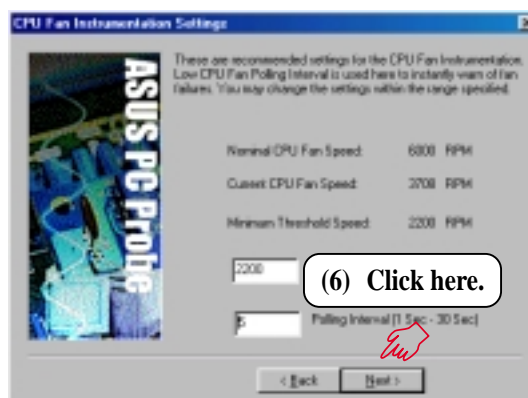 CPU Fan Instrumentation Settings
ASUS PC Probe
These are recommended settings for the CPU Fan Instrumentation.
Low CPU Fan Polling Interval is used here to instantly warn of fan
failures. You may change the settings within the range specified.
Nominal CPU Fan Speed: 6000 RPM
Current CPU Fan Speed: 3708 RPM
Minimum Threshold Speed: 2200 RPM
2200
(6) Click here.
5 Polling Interval (1 Sec - 30 Sec)
< Back Next >